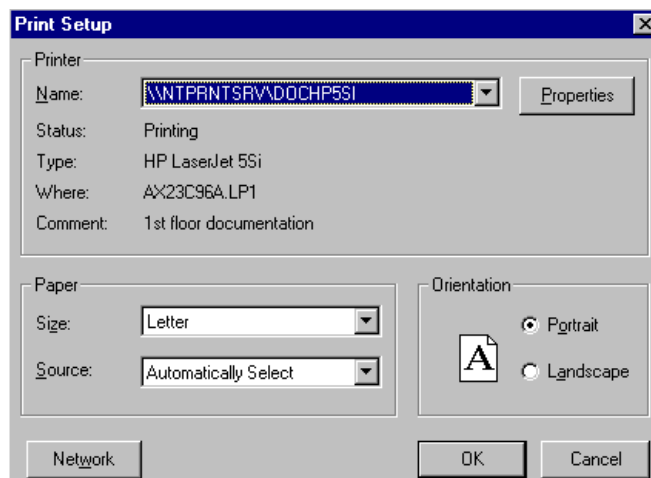 Print Setup
Printer
Name: \\NTPRNTSRV\DOCHP5SI Properties
Status: Printing
Type: HP LaserJet 5Si
Where: AX23C96A.LP1
Comment: 1st floor documentation
Paper
Size: Letter
Source: Automatically Select
Orientation
A
Portrait
Landscape
Network OK Cancel